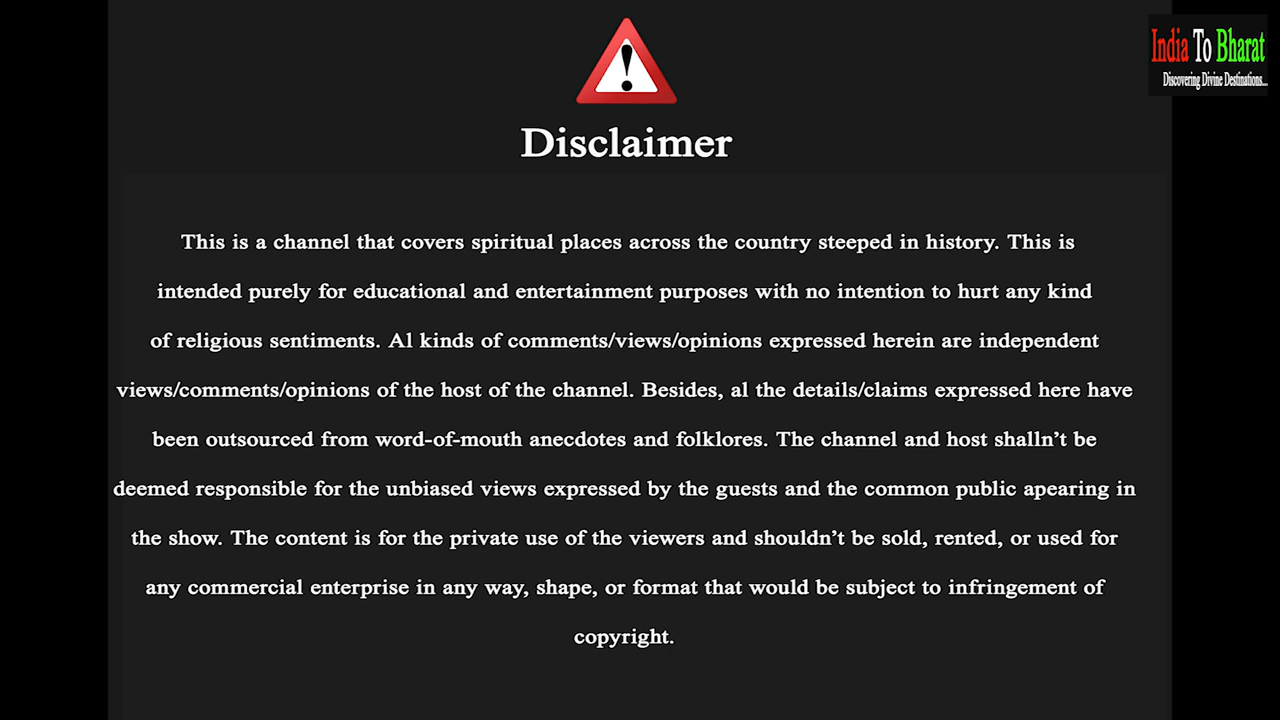 India To Bharat
Discovering Divine Destinations...
Disclaimer
This is a channel that covers spiritual places across the country steeped in history. This is
intended purely for educational and entertainment purposes with no intention to hurt any kind
of religious sentiments. Al kinds of comments/views/opinions expressed herein are independent
views/comments/opinions of the host of the channel. Besides, al the details/claims expressed here have
been outsourced from word-of-mouth anecdotes and folklores. The channel and host shalln't be
deemed responsible for the unbiased views expressed by the guests and the common public apearing in
the show. The content is for the private use of the viewers and shouldn't be sold, rented, or used for
any commercial enterprise in any way, shape, or format that would be subject to infringement of
copyright.